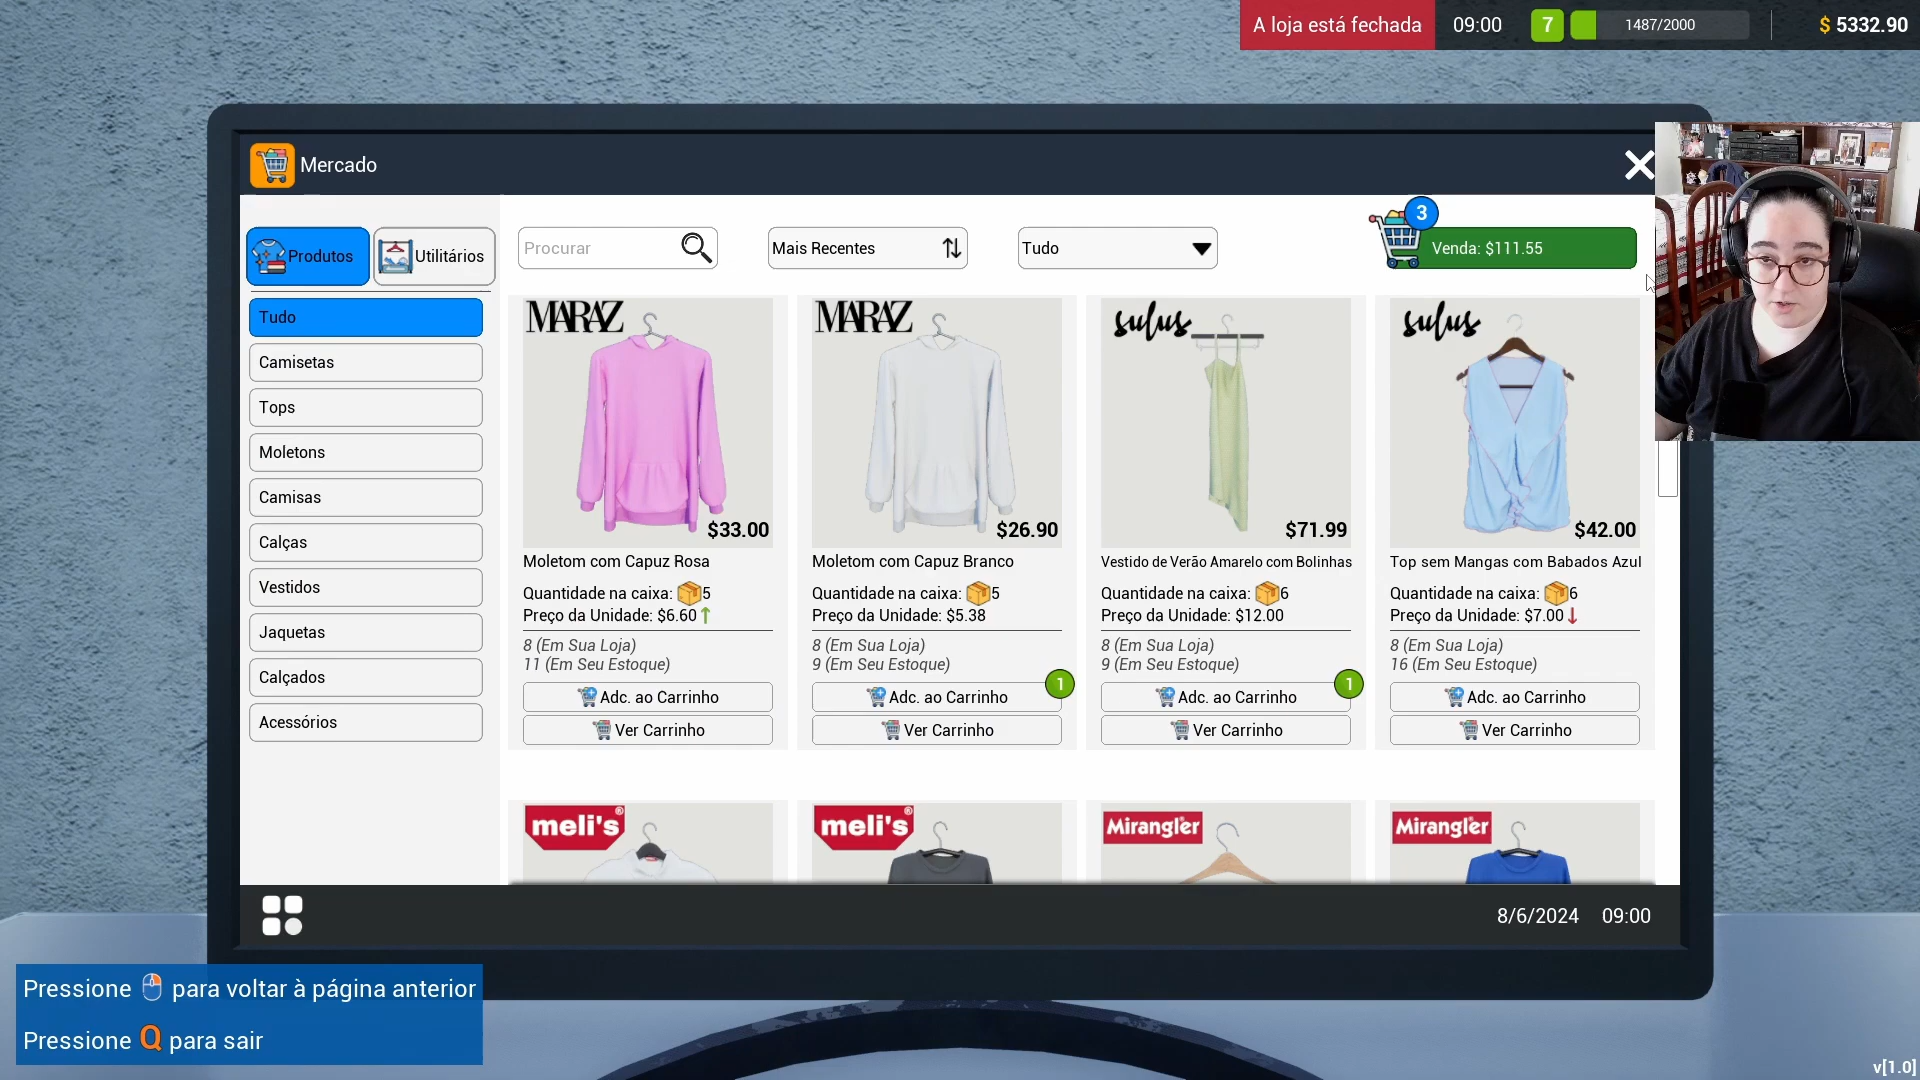 A loja está fechada
09:00
7
1487/2000
$ 5332.90
Mercado
3
Produtos
Utilitários
Procurar
Mais Recentes
Tudo
Venda: $111.55
Tudo
Camisetas
Tops
Moletons
Camisas
Calças
Vestidos
Jaquetas
Calçados
Acessórios
MARAZ
$33.00
Moletom com Capuz Rosa
Quantidade na caixa: 5
Preço da Unidade: $6.60
8 (Em Sua Loja)
11 (Em Seu Estoque)
Adc. ao Carrinho
Ver Carrinho
MARAZ
$26.90
Moletom com Capuz Branco
Quantidade na caixa: 5
Preço da Unidade: $5.38
8 (Em Sua Loja)
9 (Em Seu Estoque)
1
Adc. ao Carrinho
Ver Carrinho
sulus
$71.99
Vestido de Verão Amarelo com Bolinhas
Quantidade na caixa: 6
Preço da Unidade: $12.00
8 (Em Sua Loja)
9 (Em Seu Estoque)
1
Adc. ao Carrinho
Ver Carrinho
sulus
$42.00
Top sem Mangas com Babados Azul
Quantidade na caixa: 6
Preço da Unidade: $7.00
8 (Em Sua Loja)
16 (Em Seu Estoque)
Adc. ao Carrinho
Ver Carrinho
meli's®
meli's®
Mirangler
Mirangler
8/6/2024 09:00
Pressione para voltar à página anterior
Pressione Q para sair
v[1.0]